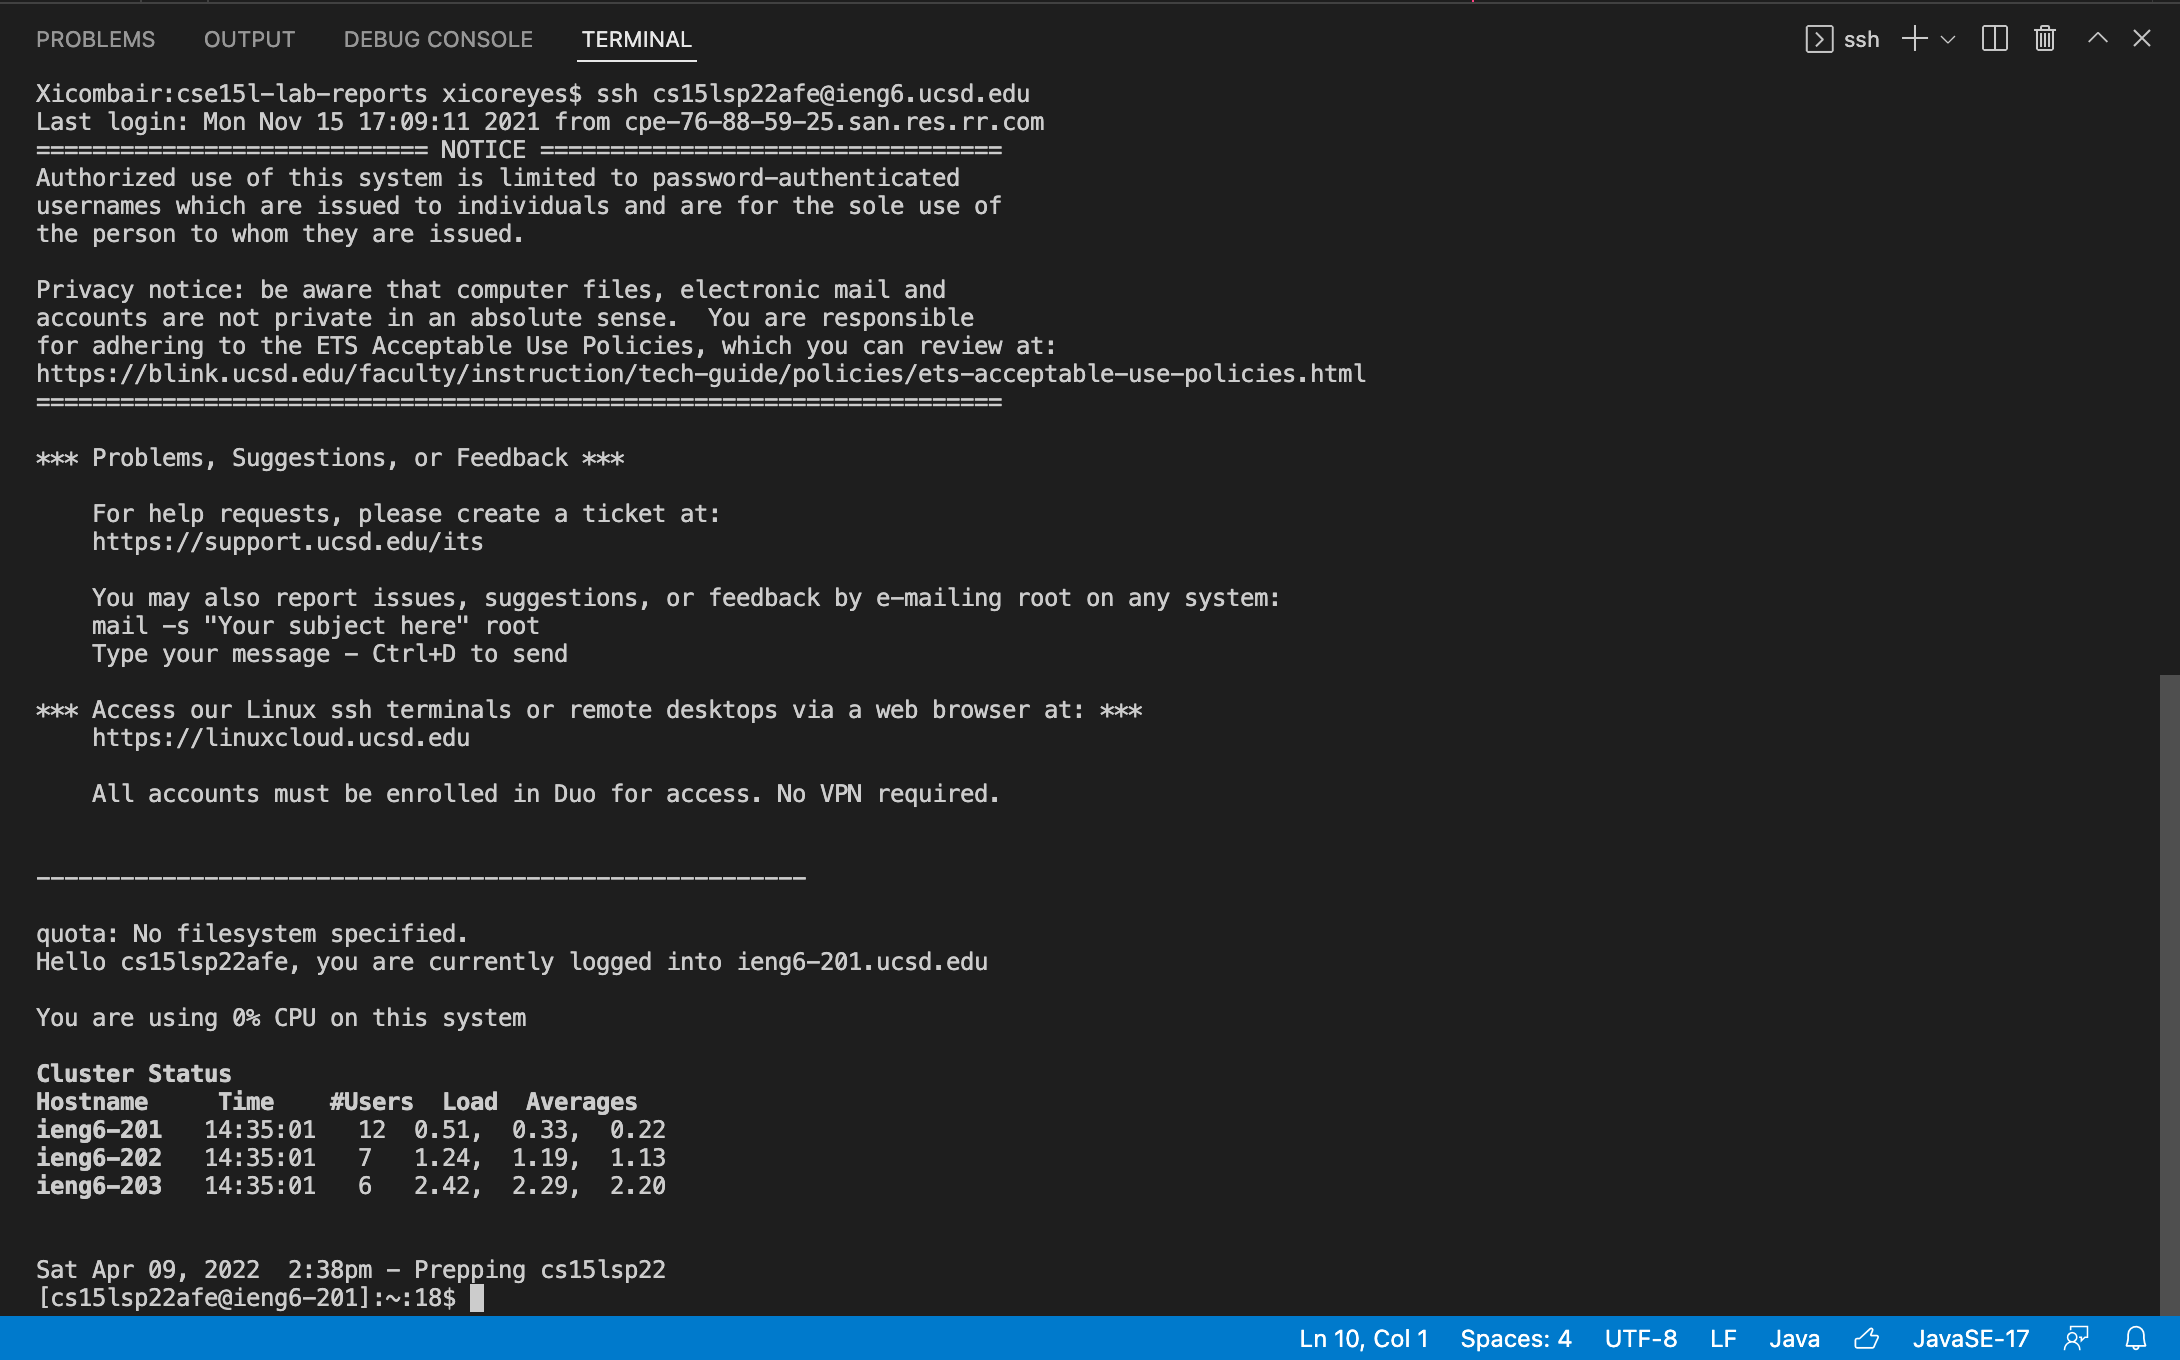 PROBLEMS OUTPUT DEBUG CONSOLE TERMINAL ssh
Xicombair:cse15l-lab-reports xicoreyes$ ssh cs15lsp22afe@ieng6.ucsd.edu
Last login: Mon Nov 15 17:09:11 2021 from cpe-76-88-59-25.san.res.rr.com
============================ NOTICE =================================
Authorized use of this system is limited to password-authenticated
usernames which are issued to individuals and are for the sole use of
the person to whom they are issued.
Privacy notice: be aware that computer files, electronic mail and
accounts are not private in an absolute sense.  You are responsible
for adhering to the ETS Acceptable Use Policies, which you can review at:
https://blink.ucsd.edu/faculty/instruction/tech-guide/policies/ets-acceptable-use-policies.html
=====================================================================
*** Problems, Suggestions, or Feedback ***
For help requests, please create a ticket at:
https://support.ucsd.edu/its
You may also report issues, suggestions, or feedback by e-mailing root on any system:
mail -s "Your subject here" root
Type your message - Ctrl+D to send
*** Access our Linux ssh terminals or remote desktops via a web browser at: ***
https://linuxcloud.ucsd.edu
All accounts must be enrolled in Duo for access. No VPN required.
-------------------------------------------------------
quota: No filesystem specified.
Hello cs15lsp22afe, you are currently logged into ieng6-201.ucsd.edu
You are using 0% CPU on this system
Cluster Status
Hostname     Time    #Users  Load  Averages
ieng6-201   14:35:01   12  0.51,  0.33,  0.22
ieng6-202   14:35:01   7   1.24,  1.19,  1.13
ieng6-203   14:35:01   6   2.42,  2.29,  2.20
Sat Apr 09, 2022  2:38pm - Prepping cs15lsp22
[cs15lsp22afe@ieng6-201]:~:18$
Ln 10, Col 1 Spaces: 4 UTF-8 LF Java JavaSE-17